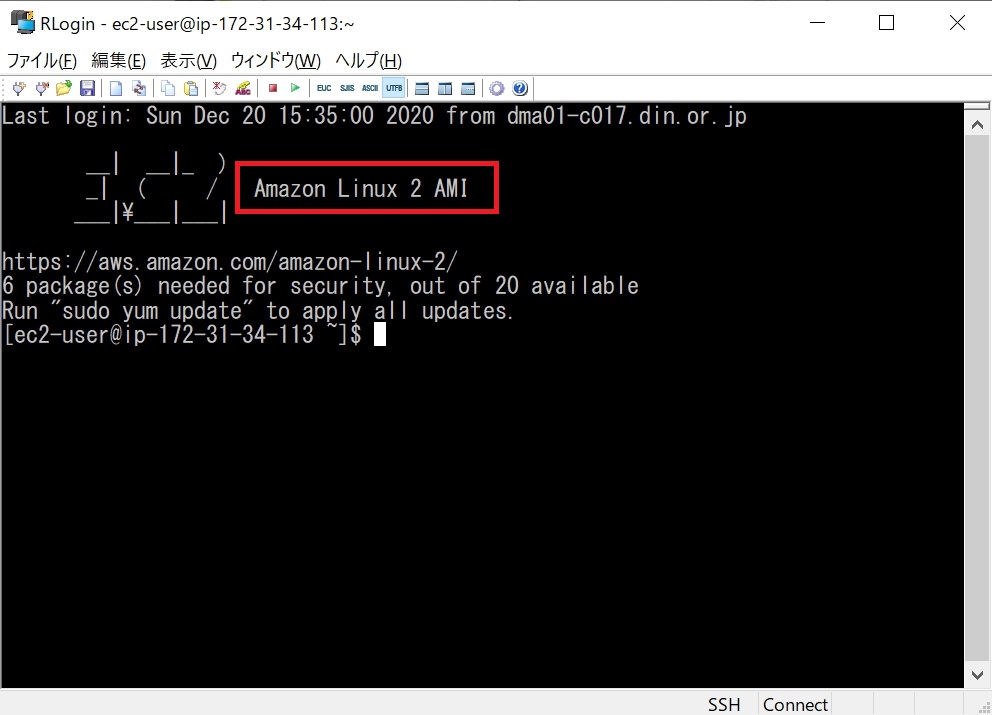 RLogin - ec2-user@ip-172-31-34-113:~
ファイル(F) 編集(E) 表示(V) ウィンドウ(W) ヘルプ(H)
ABC EUC SJIS ASCII UTF8
Last login: Sun Dec 20 15:35:00 2020 from dma01-c017.din.or.jp
       __|  __|_  )
       _|  (     /   Amazon Linux 2 AMI
      ___|¥___|___|
https://aws.amazon.com/amazon-linux-2/
6 package(s) needed for security, out of 20 available
Run "sudo yum update" to apply all updates.
[ec2-user@ip-172-31-34-113 ~]$
SSH Connect